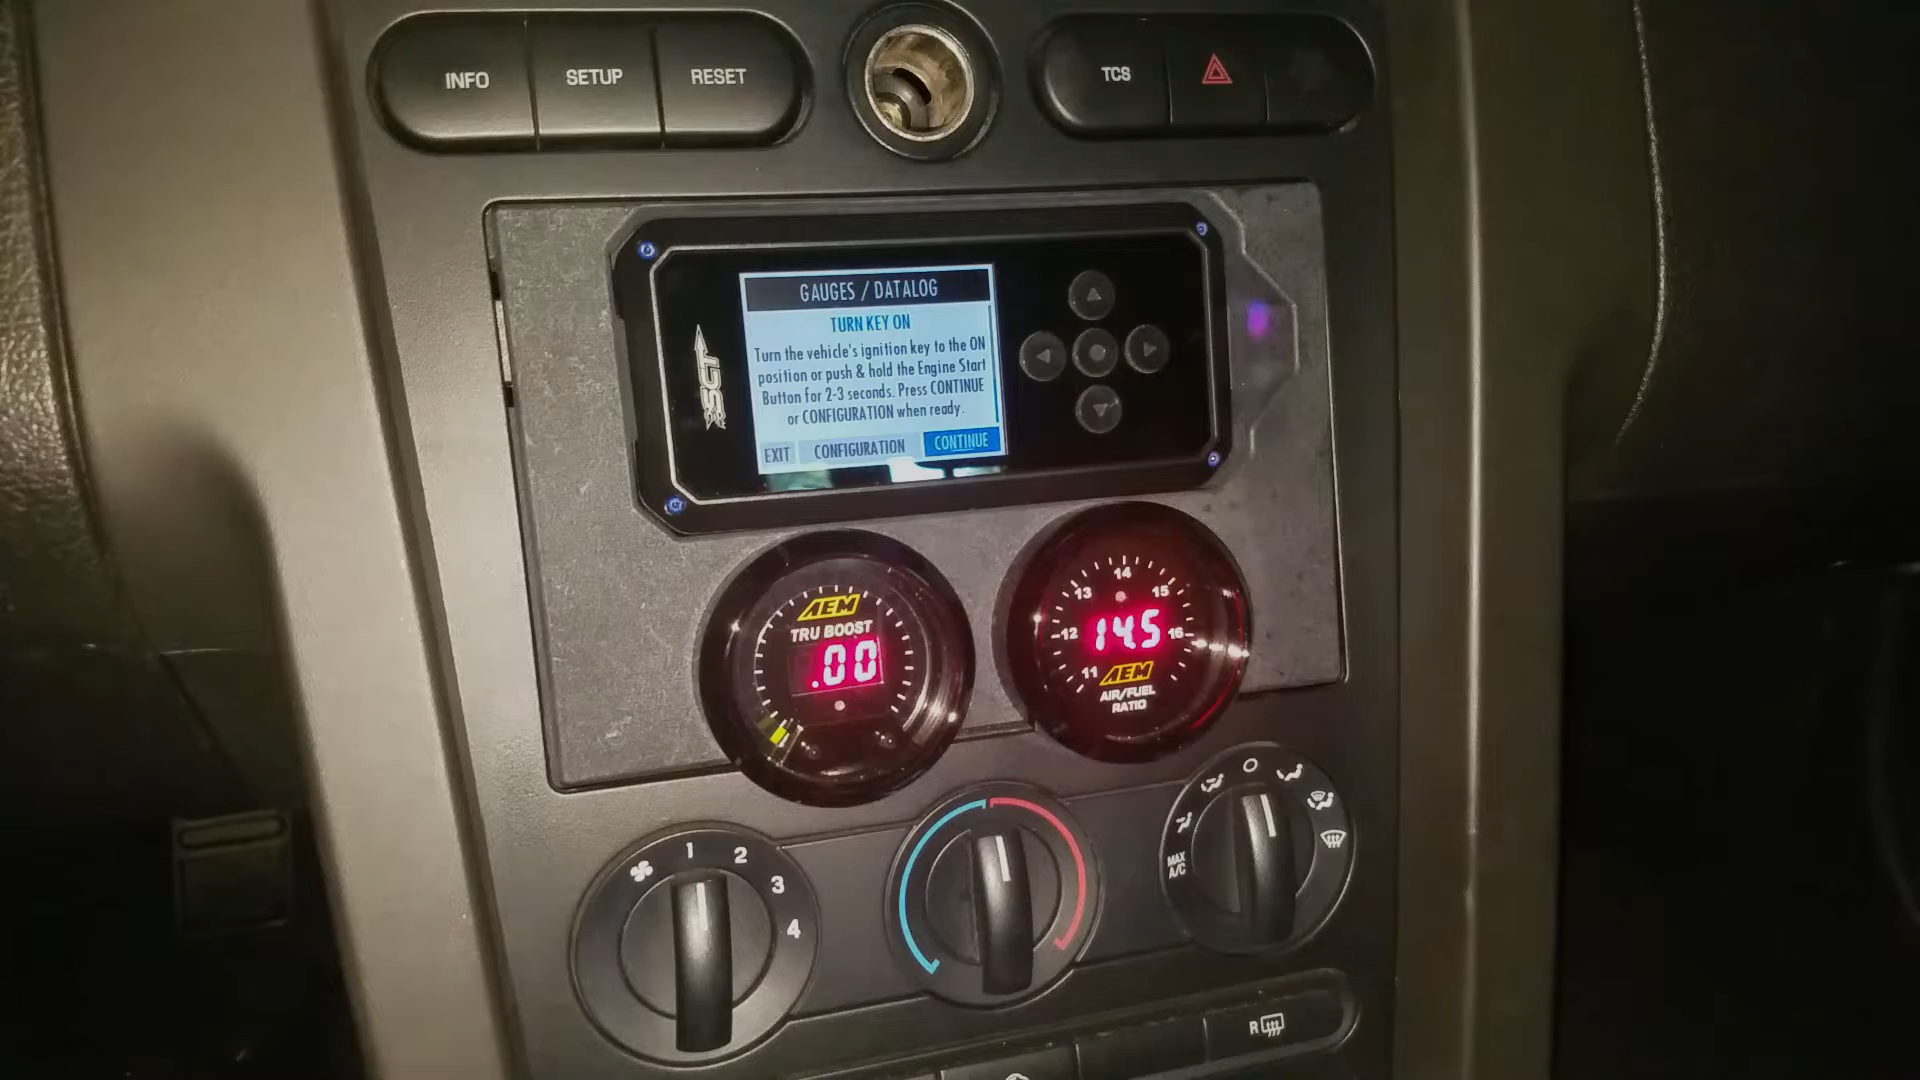 INFO SETUP RESET
TCS
SCT
GAUGES / DATALOG
TURN KEY ON
Turn the vehicle's ignition key to the ON
position or push & hold the Engine Start
Button for 2-3 seconds. Press CONTINUE
or CONFIGURATION when ready.
EXIT CONFIGURATION CONTINUE
AEM
TRU BOOST
.00
11 12 13 14 15 16
14.5
AEM
AIR/FUEL
RATIO
1 2 3 4
MAX
A/C
R